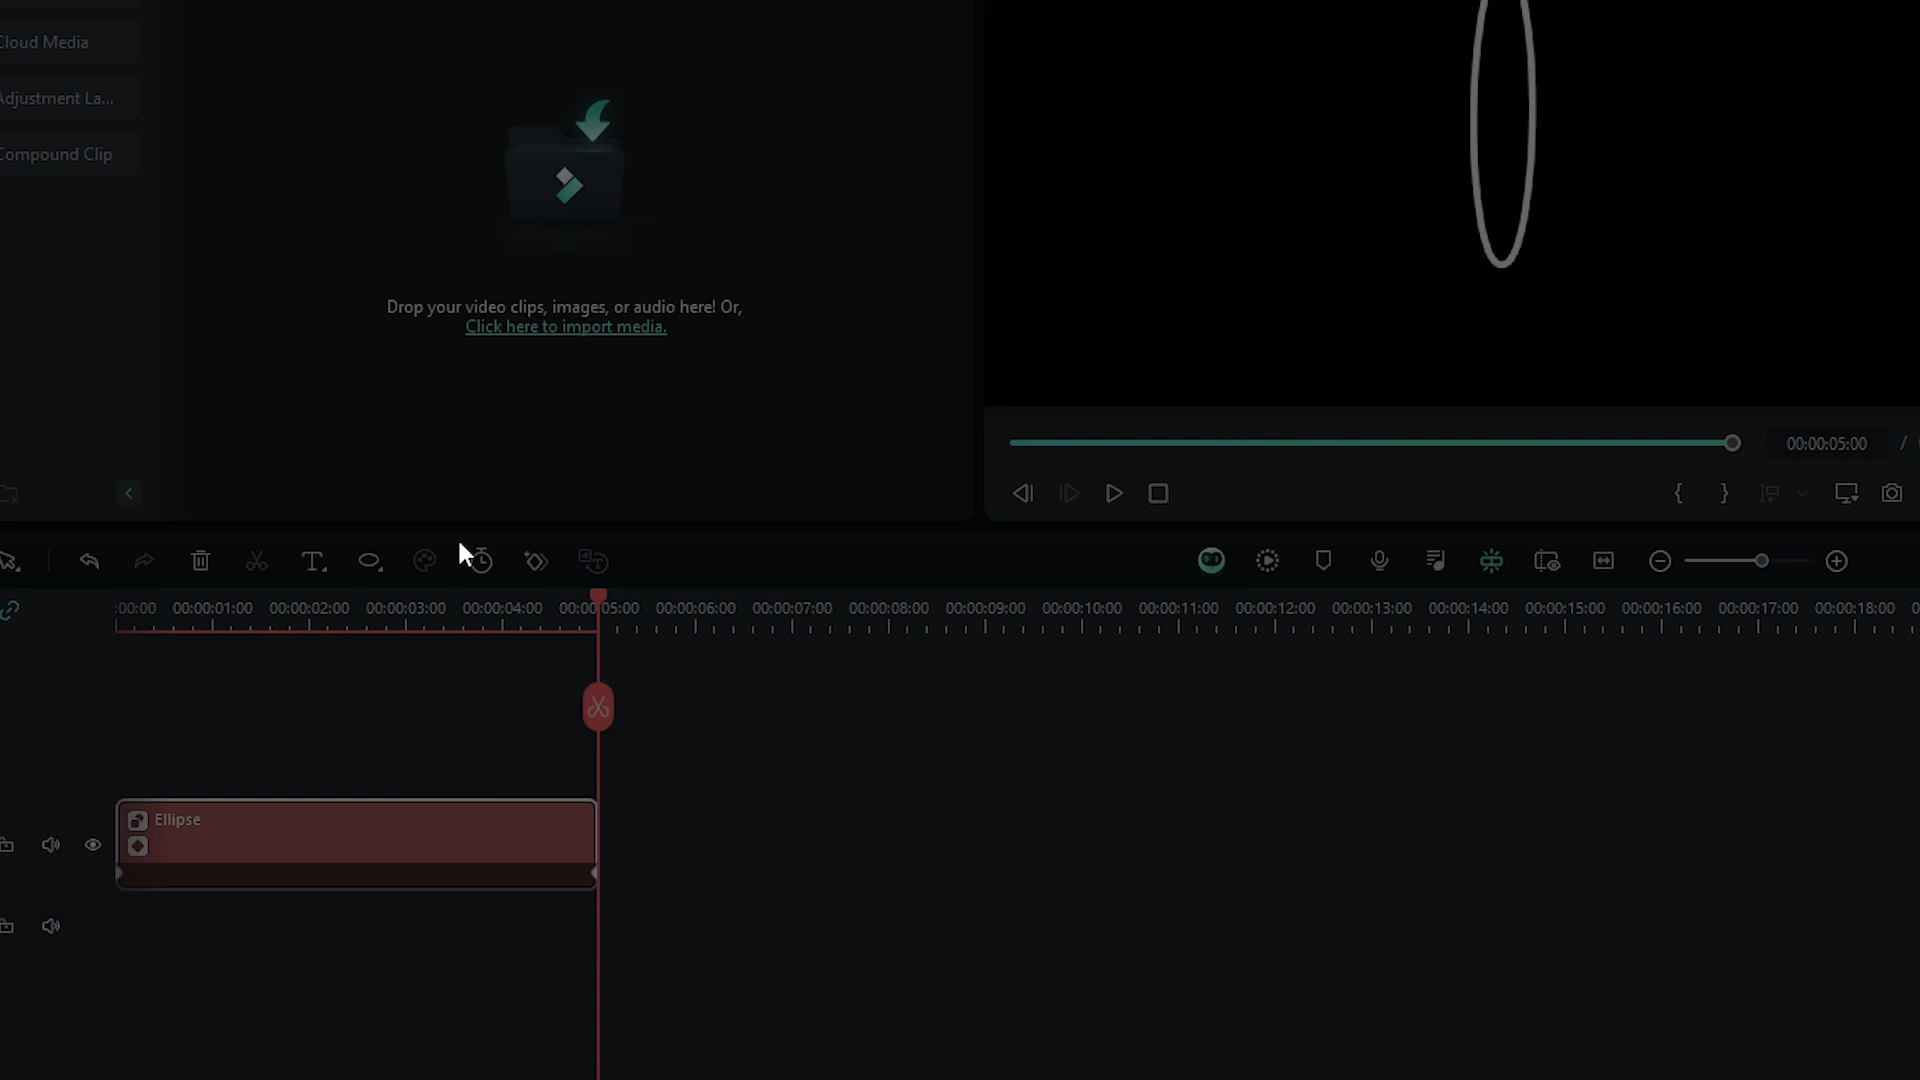 Cloud Media
Adjustment La...
Compound Clip
Drop your video clips, images, or audio here! Or,
Click here to import media.
00:00:05:00 /
:00:00 00:00:01:00 00:00:02:00 00:00:03:00 00:00:04:00 00:00:05:00 00:00:06:00 00:00:07:00 00:00:08:00 00:00:09:00 00:00:10:00 00:00:11:00 00:00:12:00 00:00:13:00 00:00:14:00 00:00:15:00 00:00:16:00 00:00:17:00 00:00:18:00
Ellipse